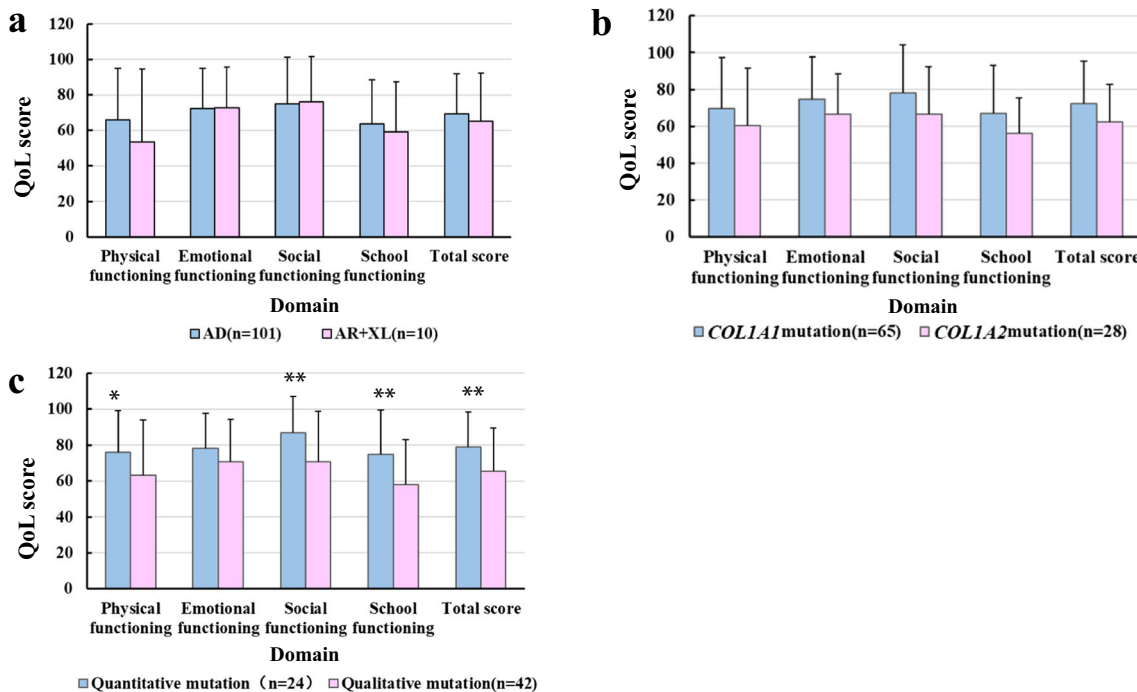 a
QoL score
120
100
80
60
40
20
0
Physical functioning
Emotional functioning
Social functioning
School functioning
Total score
Domain
AD(n=101) AR+XL(n=10)
b
QoL score
120
100
80
60
40
20
0
Physical functioning
Emotional functioning
Social functioning
School functioning
Total score
Domain
COL1A1 mutation(n=65) COL1A2 mutation(n=28)
c
QoL score
120
100
80
60
40
20
0
* ** ** **
Physical functioning
Emotional functioning
Social functioning
School functioning
Total score
Domain
Quantitative mutation（n=24） Qualitative mutation(n=42)